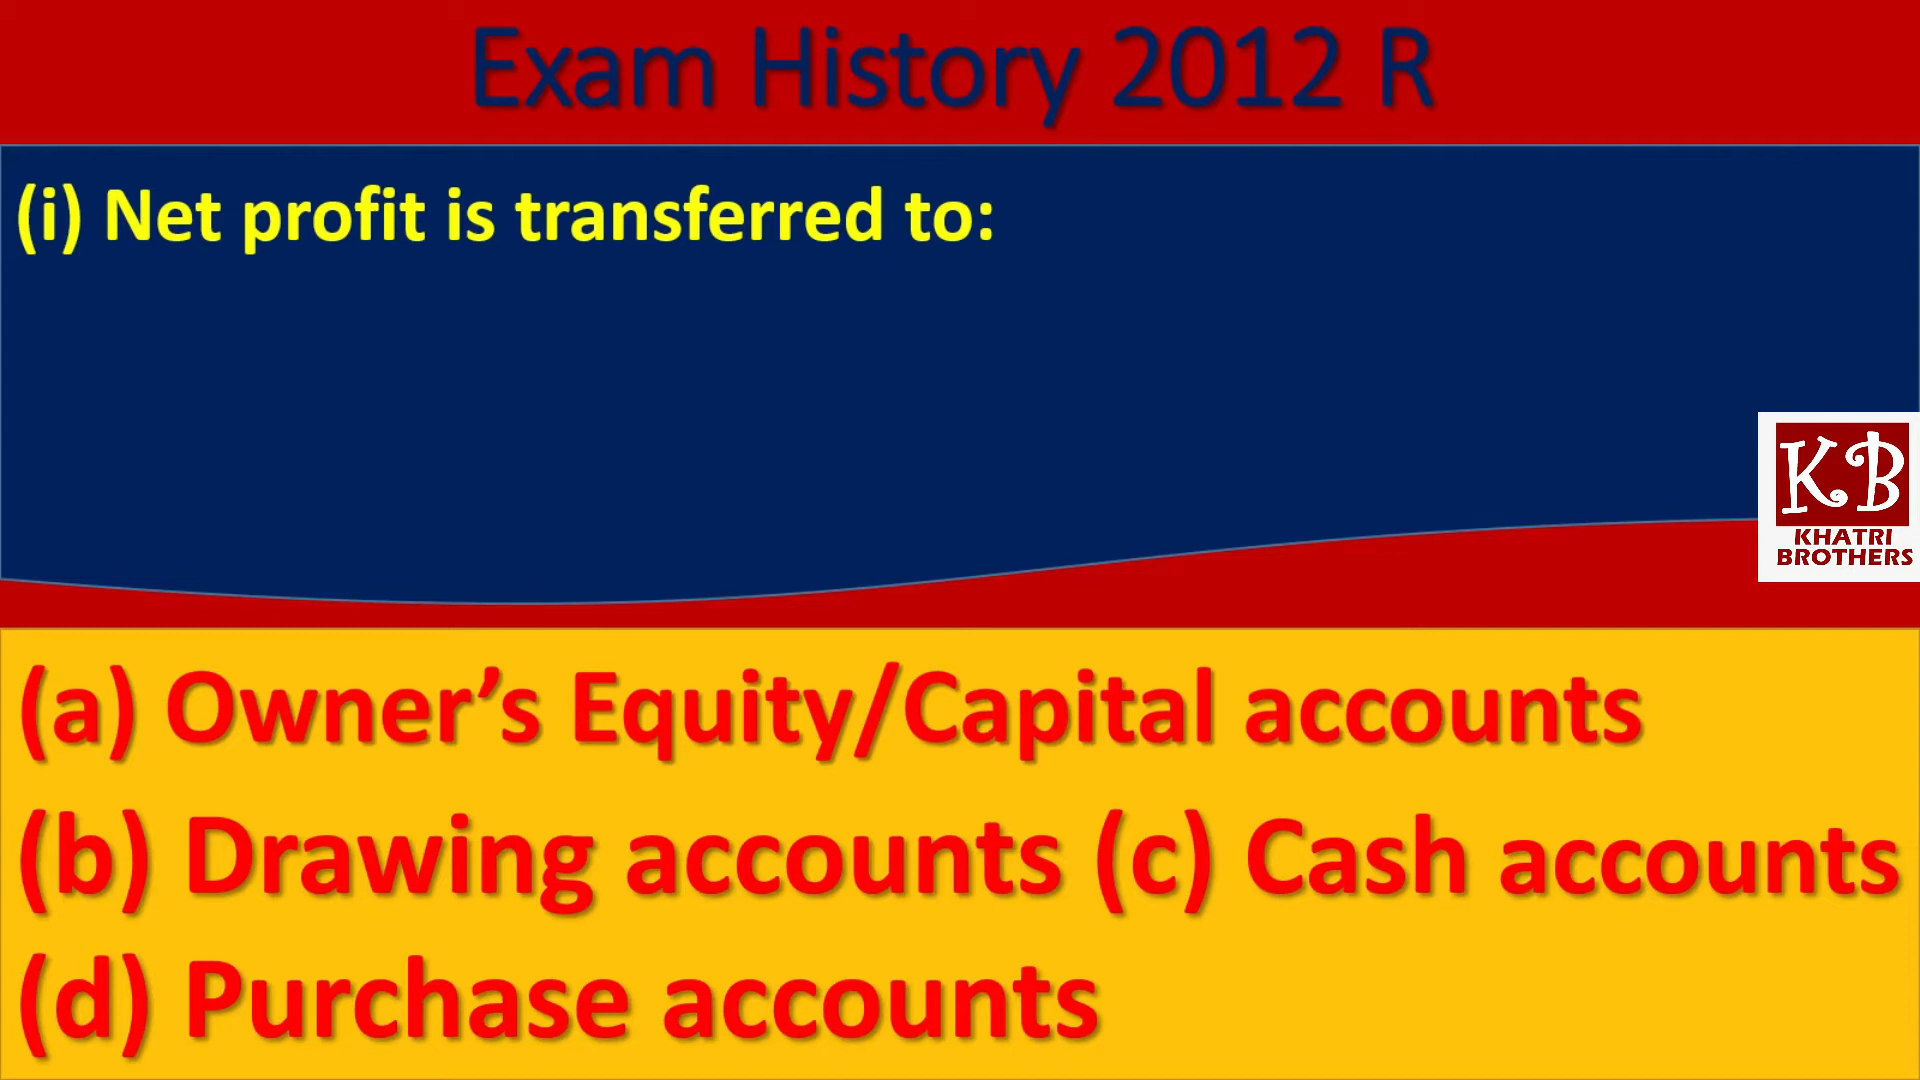 Exam History 2012 R
(i) Net profit is transferred to:
KB
KHATRI
BROTHERS
(a) Owner’s Equity/Capital accounts
(b) Drawing accounts (c) Cash accounts
(d) Purchase accounts